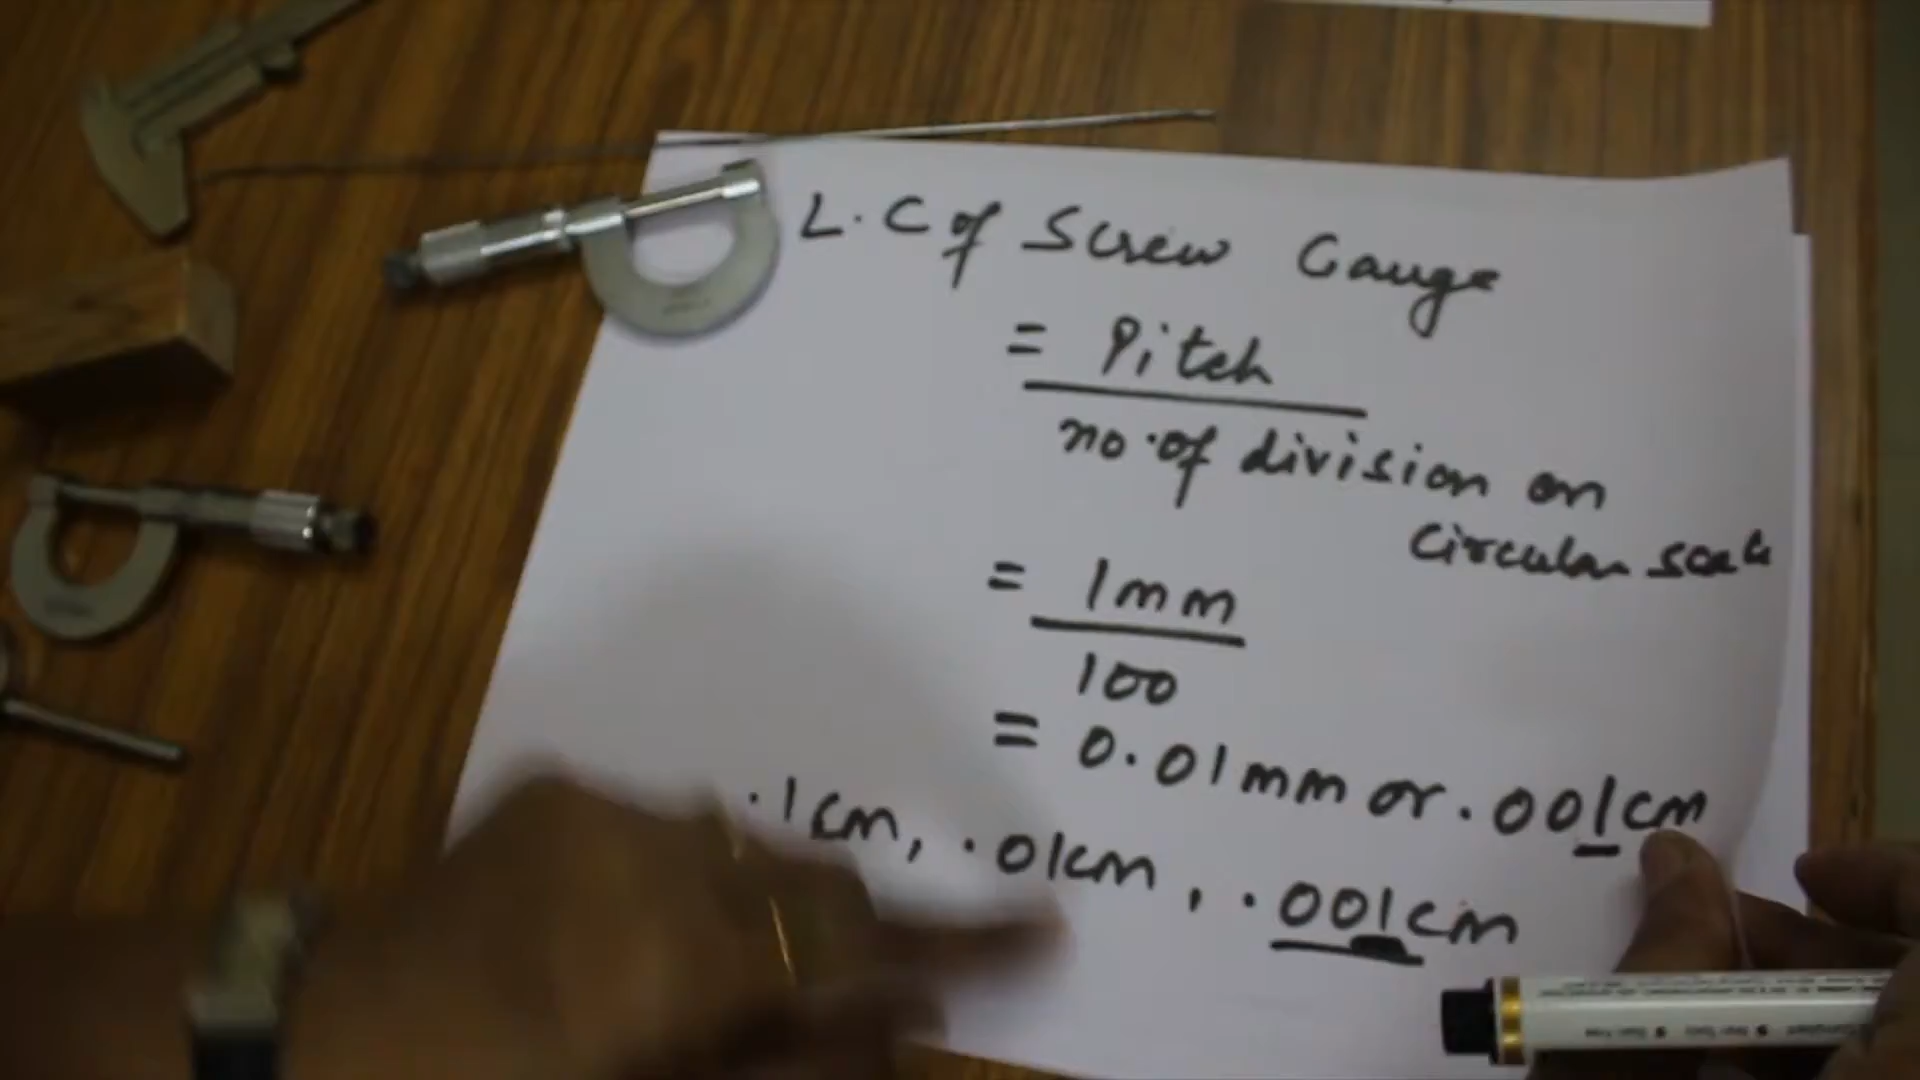 L.C of Screw Gauge
= Pitch
no. of division on
Circular scale
= 1mm
100
= 0.01mm or .001cm
.1cm, .01cm, .001cm